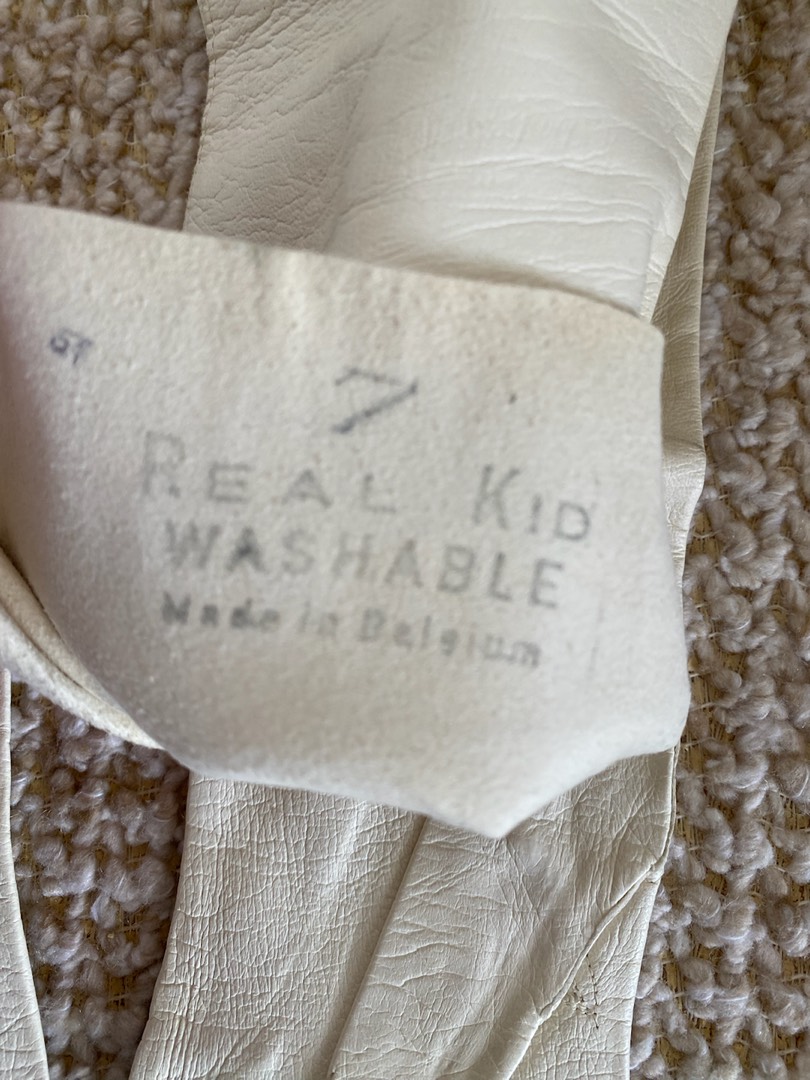 7
REAL KID
WASHABLE
Made in Belgium